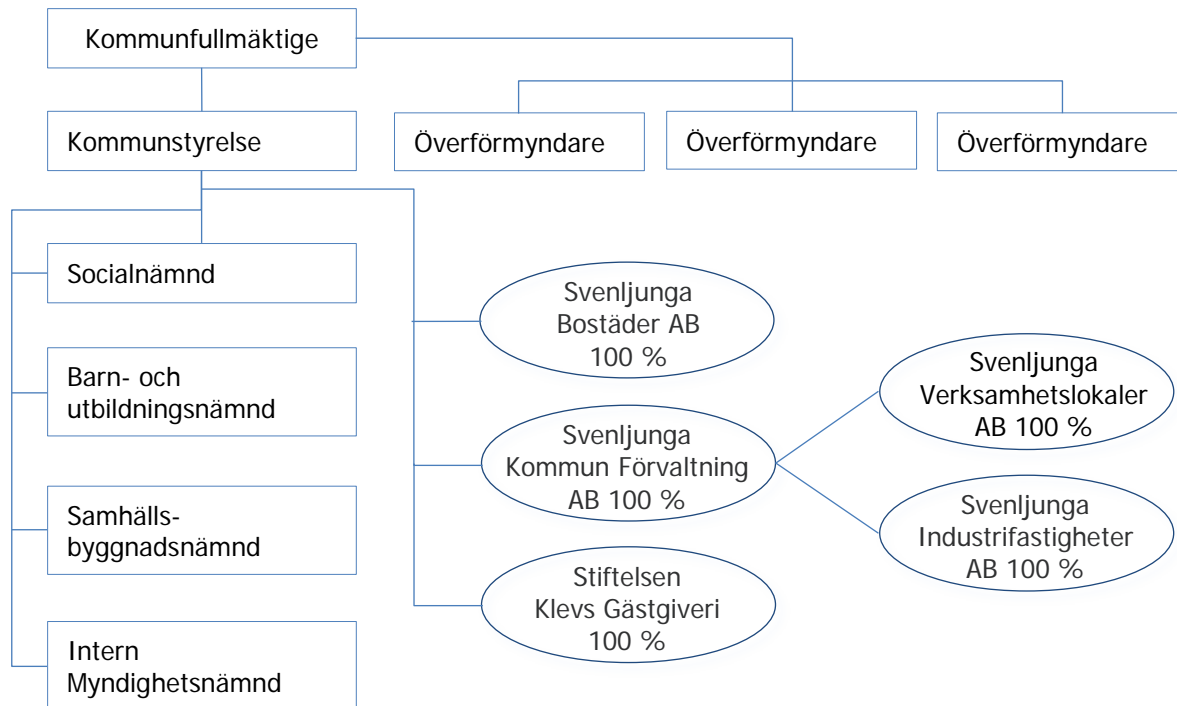 Kommunfullmäktige
Kommunstyrelse
Överförmyndare
Överförmyndare
Överförmyndare
Socialnämnd
Barn- och
utbildningsnämnd
Samhälls-
byggnadsnämnd
Intern
Myndighetsnämnd
Svenljunga
Bostäder AB
100 %
Svenljunga
Kommun Förvaltning
AB 100 %
Stiftelsen
Klevs Gästgiveri
100 %
Svenljunga
Verksamhetslokaler
AB 100 %
Svenljunga
Industrifastigheter
AB 100 %